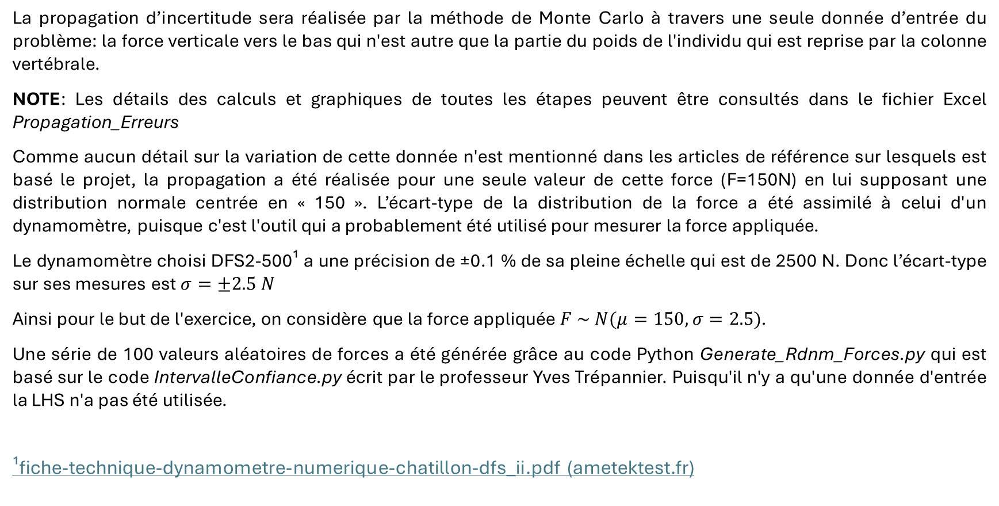 La propagation d’incertitude sera réalisée par la méthode de Monte Carlo à travers une seule donnée d’entrée du
problème: la force verticale vers le bas qui n'est autre que la partie du poids de l'individu qui est reprise par la colonne
vertébrale.
NOTE: Les détails des calculs et graphiques de toutes les étapes peuvent être consultés dans le fichier Excel
Propagation_Erreurs
Comme aucun détail sur la variation de cette donnée n'est mentionné dans les articles de référence sur lesquels est
basé le projet, la propagation a été réalisée pour une seule valeur de cette force (F=150N) en lui supposant une
distribution normale centrée en « 150 ». L’écart-type de la distribution de la force a été assimilé à celui d'un
dynamomètre, puisque c'est l'outil qui a probablement été utilisé pour mesurer la force appliquée.
Le dynamomètre choisi DFS2-500¹ a une précision de ±0.1 % de sa pleine échelle qui est de 2500 N. Donc l’écart-type
sur ses mesures est σ = ±2.5 N
Ainsi pour le but de l'exercice, on considère que la force appliquée F ~ N(μ = 150, σ = 2.5).
Une série de 100 valeurs aléatoires de forces a été générée grâce au code Python Generate_Rdnm_Forces.py qui est
basé sur le code IntervalleConfiance.py écrit par le professeur Yves Trépannier. Puisqu'il n'y a qu'une donnée d'entrée
la LHS n'a pas été utilisée.
¹fiche-technique-dynamometre-numerique-chatillon-dfs_ii.pdf (ametektest.fr)